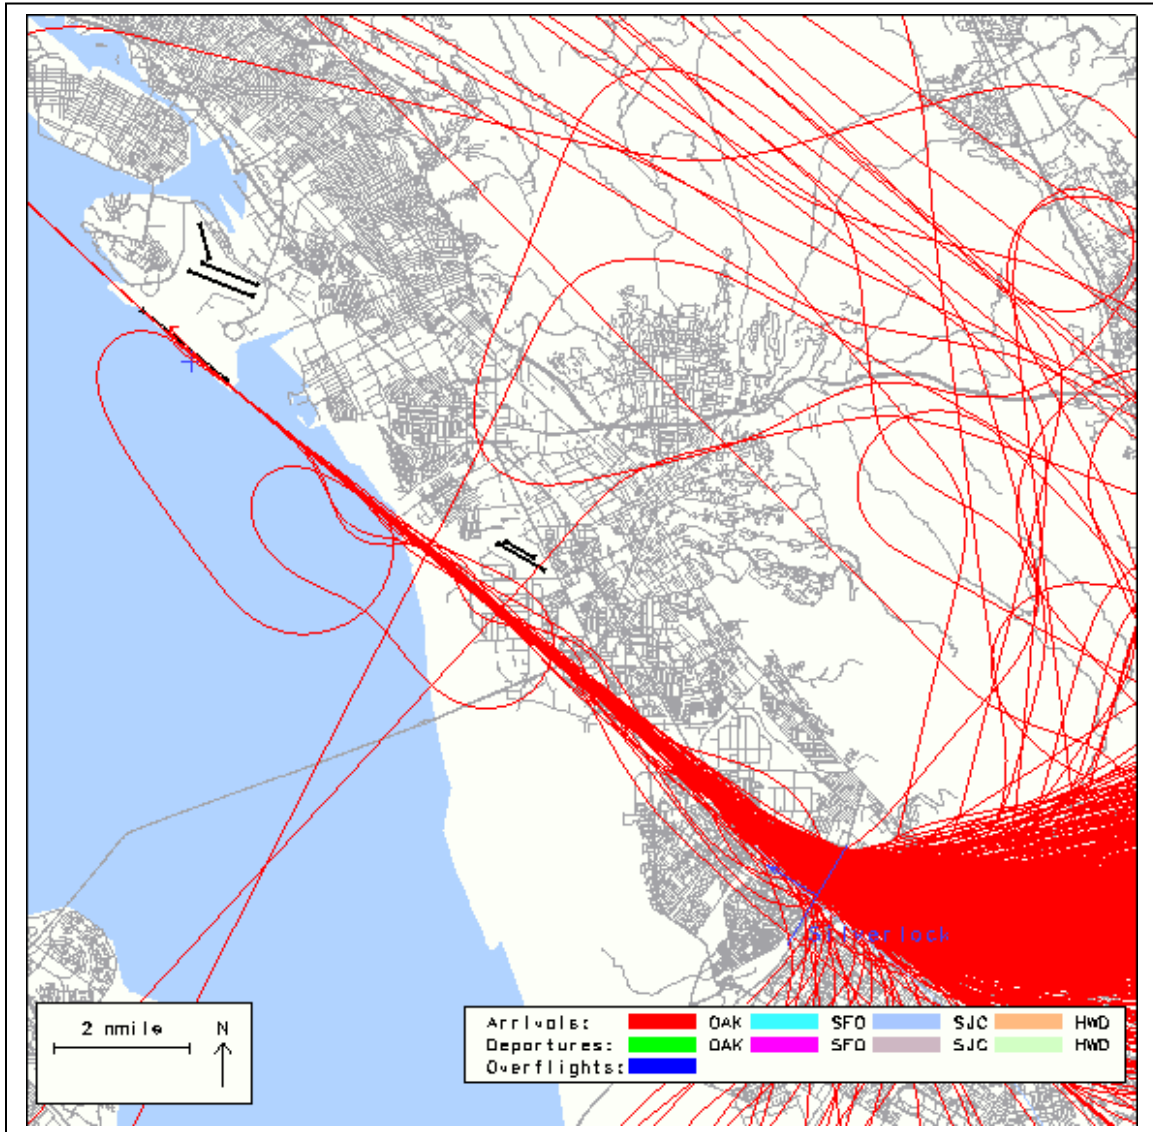 Silverlock
2 nmile
N
Arrivals: OAK SFO SJC HWD
Departures: OAK SFO SJC HWD
Overflights: